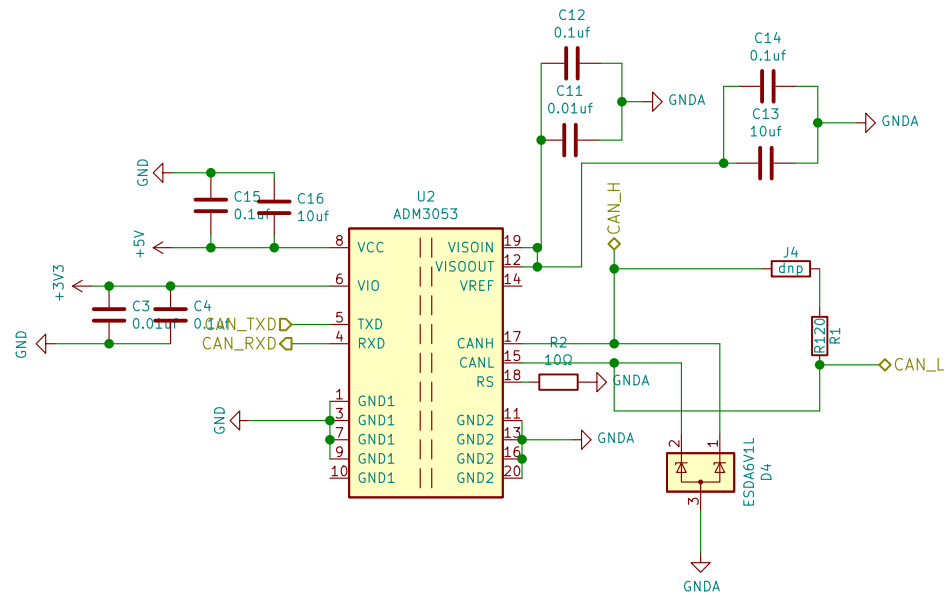 C12
0.1uf
C11
0.01uf
GNDA
C14
0.1uf
C13
10uf
GNDA
GND
C15
0.1uf
C16
10uf
+5V
+3V3
C3
0.01uf
C4
0.1uf
GND
CAN_TXD
CAN_RXD
GND
U2
ADM3053
8 VCC
6 VIO
5 TXD
4 RXD
1 GND1
3 GND1
7 GND1
9 GND1
10 GND1
VISOIN 19
VISOOUT 12
VREF 14
CANH 17
CANL 15
RS 18
GND2 11
GND2 13
GND2 16
GND2 20
R2
10Ω
GNDA
GNDA
CAN_H
J4
dnp
R120
R1
CAN_L
2
1
3
ESDA6V1L
D4
GNDA